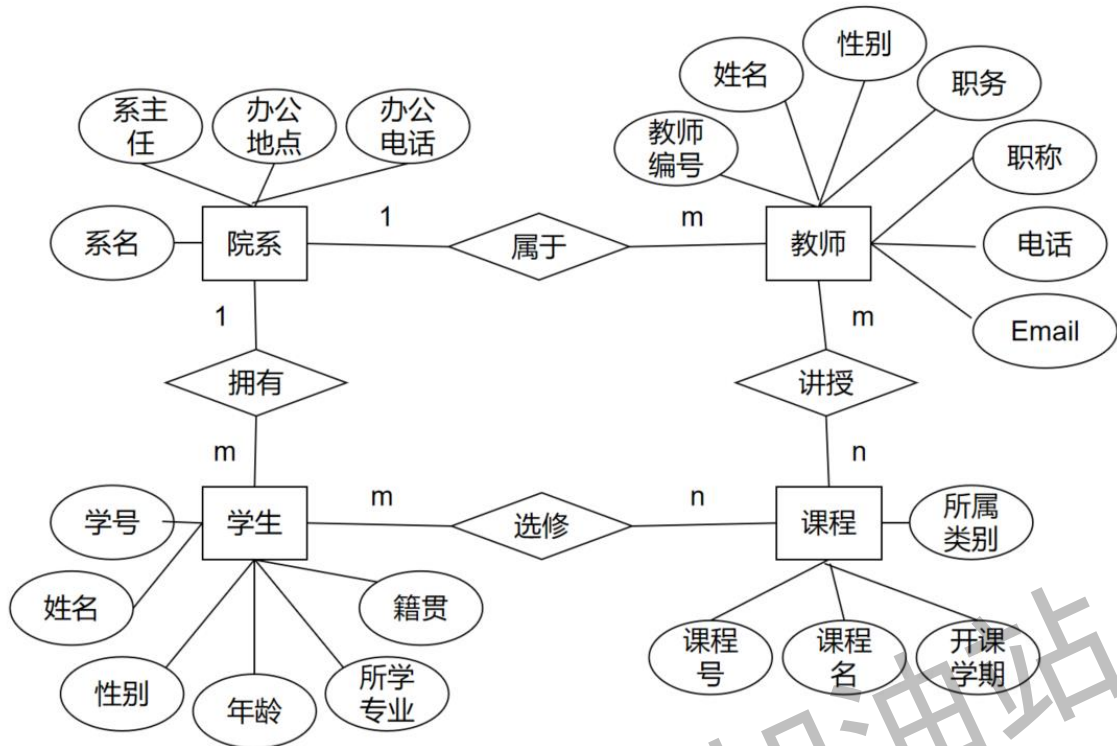 性别
姓名
职务
系主
任
办公
地点
办公
电话
教师
编号
职称
系名
院系
1
属于
m
教师
电话
Email
1
m
拥有
讲授
m
n
学号
学生
m
选修
n
课程
所属
类别
姓名
籍贯
课程
号
课程
名
开课
学期
性别
年龄
所学
专业
油站